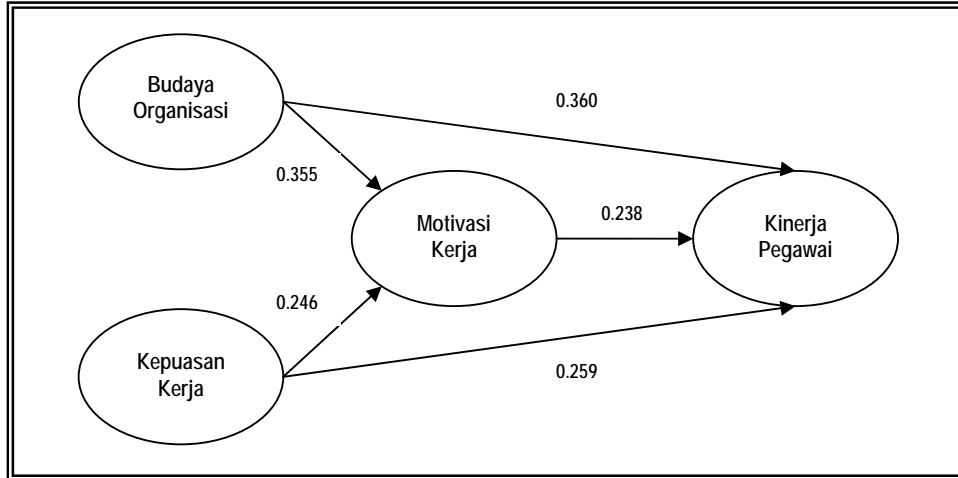 Budaya
Organisasi
0.360
0.355
Motivasi
Kerja
0.238
Kinerja
Pegawai
0.246
Kepuasan
Kerja
0.259